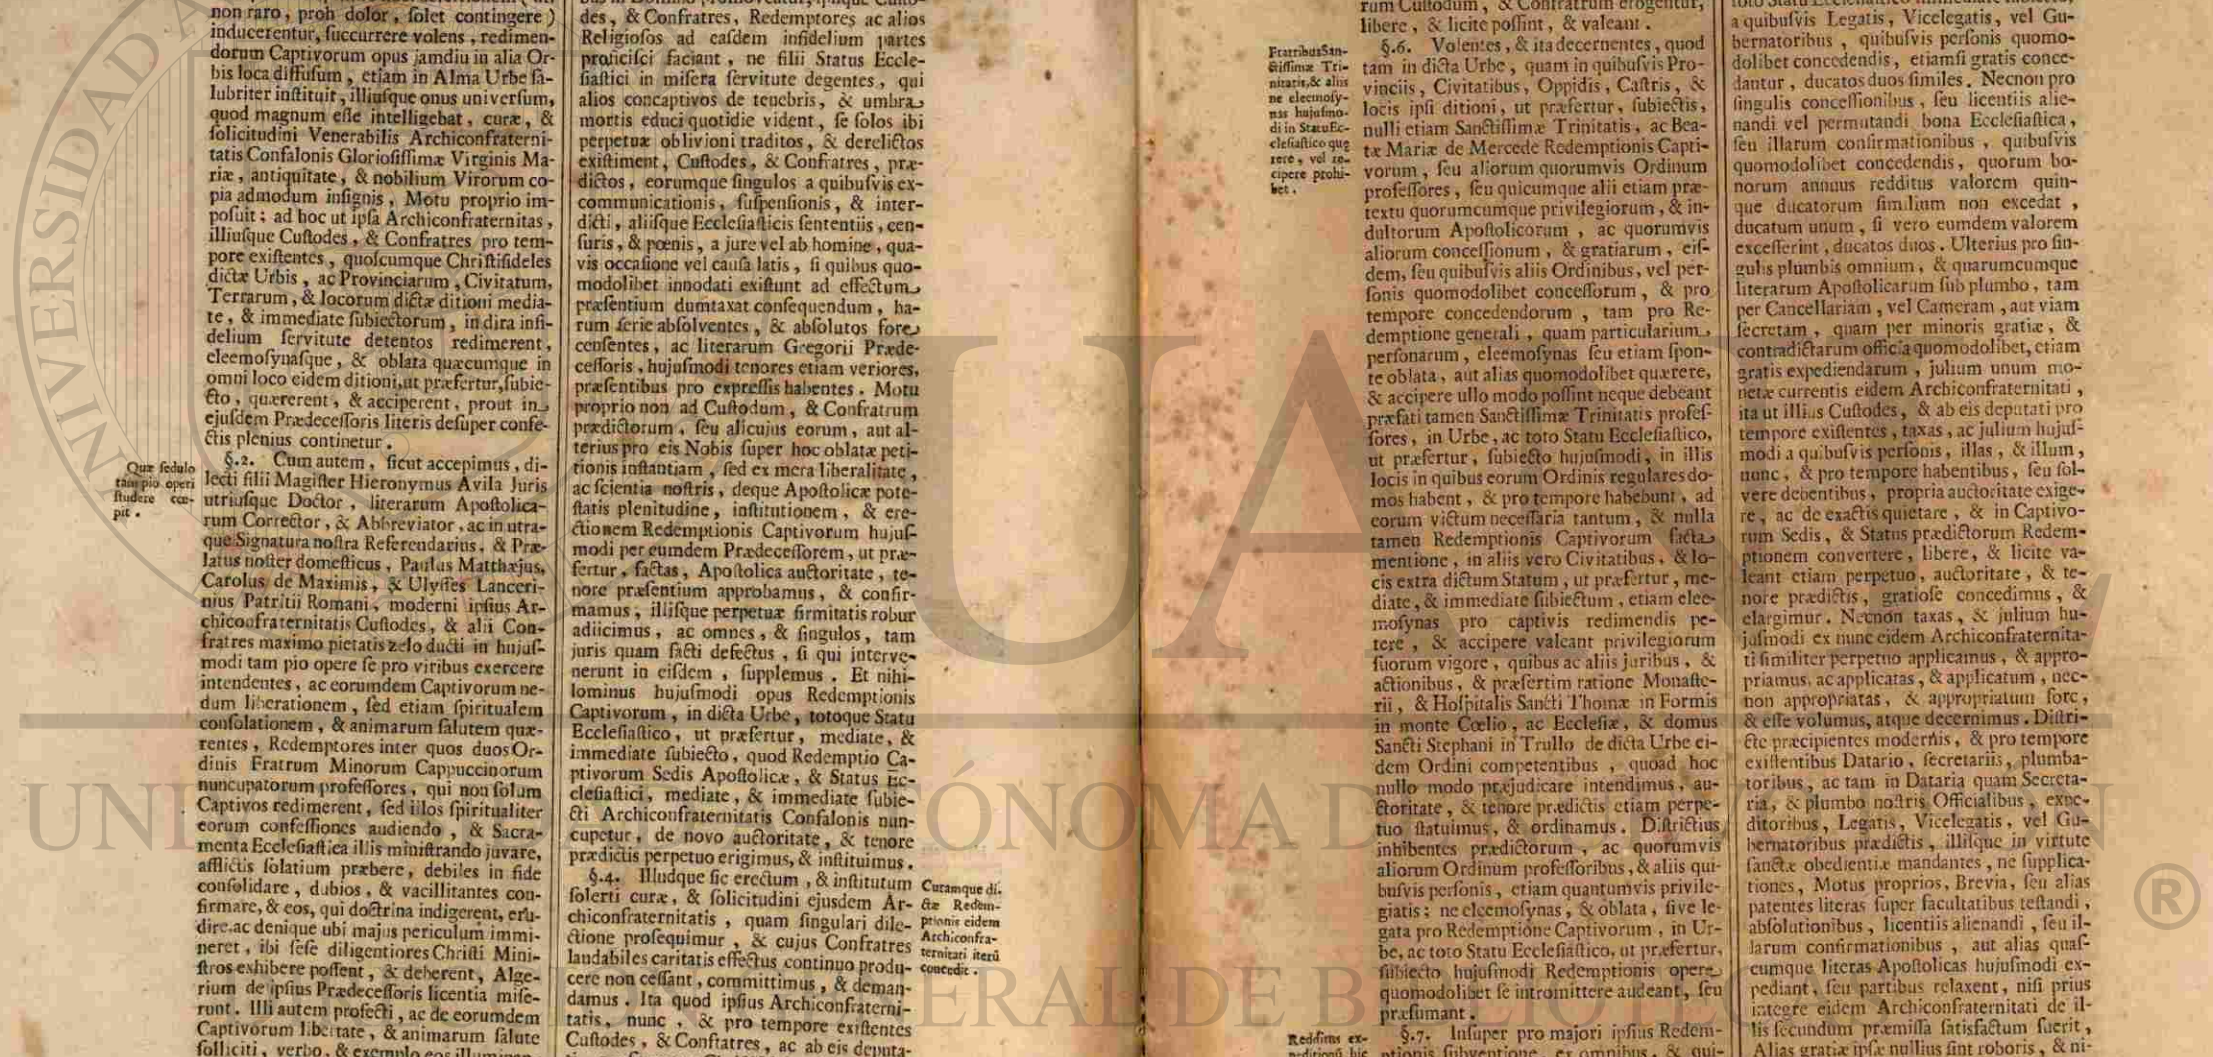 non raro, proh dolor, ſolet contingere)
inducerentur, ſuccurrere volens, redimen-
dorum Captivorum opus jamdiu in alia Or-
bis loca diffuſum, etiam in Alma Urbe ſa-
lubriter inſtituit, illiuſque onus univerſum,
quod magnum eſſe intelligebat, curæ, &
ſolicitudini Venerabilis Archiconfraterni-
tatis Confalonis Glorioſiſſimæ Virginis Ma-
riæ, antiquitate, & nobilium Virorum co-
pia admodum inſignis, Motu proprio im-
poſuit; ad hoc ut ipſa Archiconfraternitas,
illiuſque Cuſtodes, & Confratres pro tem-
pore exiſtentes, quoſcumque Chriſtifideles
dictæ Urbis, ac Provinciarum, Civitatum,
Terrarum, & locorum dictæ ditioni media-
te, & immediate ſubiectorum, in dira infi-
delium ſervitute detentos redimerent,
eleemoſynaſque, & oblata quæcumque in
omni loco eidem ditioni, ut præfertur, ſubie-
cto, quærerent, & acciperent, prout in
ejuſdem Prædeceſſoris literis deſuper confe-
ctis plenius continetur.
Quæ ſedulo
tam pio operi
ſtudere cœ-
pit.
§.2. Cum autem, ſicut accepimus, di-
lecti filii Magiſter Hieronymus Avila Juris
utriuſque Doctor, literarum Apoſtolica-
rum Corrector, & Abbreviator, ac in utra-
que Signatura noſtra Referendarius, & Præ-
latus noſter domeſticus, Paulus Matthæjus,
Carolus de Maximis, & Ulyſſes Lanceri-
nius Patritii Romani, moderni ipſius Ar-
chiconfraternitatis Cuſtodes, & alii Con-
fratres maximo pietatis zelo ducti in hujuſ-
modi tam pio opere ſe pro viribus exercere
intendentes, ac eorumdem Captivorum ne-
dum liberationem, ſed etiam ſpiritualem
conſolationem, & animarum ſalutem quæ-
rentes, Redemptores inter quos duos Or-
dinis Fratrum Minorum Cappuccinorum
nuncupatorum profeſſores, qui non ſolum
Captivos redimerent, ſed illos ſpiritualiter
eorum confeſſiones audiendo, & Sacra-
menta Eccleſiaſtica illis miniſtrando juvare,
afflictis ſolatium præbere, debiles in fide
conſolidare, dubios, & vacillitantes con-
firmare, & eos, qui doctrina indigerent, eru-
dire, ac denique ubi majus periculum immi-
neret, ibi ſeſe diligentiores Chriſti Mini-
ſtros exhibere poſſent, & deberent, Alge-
rium de ipſius Prædeceſſoris licentia miſe-
runt. Illi autem profecti, ac de eorumdem
Captivorum libertate, & animarum ſalute
ſolliciti, verbo, & exemplo eos
des, & Confratres, Redemptores ac alios
Religioſos ad eaſdem infidelium partes
proficiſci faciant, ne filii Status Eccle-
ſiaſtici in miſera ſervitute degentes, qui
alios concaptivos de tenebris, & umbra
mortis educi quotidie vident, ſe ſolos ibi
perpetuæ oblivioni traditos, & derelictos
exiſtiment, Cuſtodes, & Confratres, præ-
dictos, eorumque ſingulos a quibuſvis ex-
communicationis, ſuſpenſionis, & inter-
dicti, aliiſque Eccleſiaſticis ſententiis, cen-
ſuris, & pœnis, a jure vel ab homine, qua-
vis occaſione vel cauſa latis, ſi quibus quo-
modolibet innodati exiſtunt ad effectum
præſentium dumtaxat conſequendum, ha-
rum ſerie abſolventes, & abſolutos fore
cenſentes, ac literarum Gregorii Præde-
ceſſoris, hujuſmodi tenores etiam veriores,
præſentibus pro expreſſis habentes. Motu
proprio non ad Cuſtodum, & Confratrum
prædictorum, ſeu alicujus eorum, aut al-
terius pro eis Nobis ſuper hoc oblatæ peti-
tionis inſtantiam, ſed ex mera liberalitate,
ac ſcientia noſtris, deque Apoſtolicæ pote-
ſtatis plenitudine, inſtitutionem, & ere-
ctionem Redemptionis Captivorum hujuſ-
modi per eumdem Prædeceſſorem, ut præ-
fertur, factas, Apoſtolica auctoritate, te-
nore præſentium approbamus, & confir-
mamus, illiſque perpetuæ firmitatis robur
adiicimus, ac omnes, & ſingulos, tam
juris quam facti defectus, ſi qui interve-
nerunt in eiſdem, ſupplemus. Et nihi-
lominus hujuſmodi opus Redemptionis
Captivorum, in dicta Urbe, totoque Statu
Eccleſiaſtico, ut præfertur, mediate, &
immediate ſubiecto, quod Redemptio Ca-
ptivorum Sedis Apoſtolicæ, & Status Ec-
cleſiaſtici, mediate, & immediate ſubie-
cti Archiconfraternitatis Confalonis nun-
cupetur, de novo auctoritate, & tenore
prædictis perpetuo erigimus, & inſtituimus.
§.4. Illudque ſic erectum, & inſtitutum
ſolerti curæ, & ſolicitudini ejuſdem Ar-
chiconfraternitatis, quam ſingulari dile-
ctione proſequimur, & cujus Confratres
laudabiles caritatis effectus continuo produ-
cere non ceſſant, committimus, & deman-
damus. Ita quod ipſius Archiconfraterni-
tatis, nunc, & pro tempore exiſtentes
Cuſtodes, & Confratres, ac ab eis deputa-
Curamque di-
ctæ Redem-
ptionis eidem
Archiconfra-
ternitati iterũ
concedit.
rum Cuſtodum, & Confratrum erogentur,
libere, & licite poſſint, & valeant.
Fratribus San-
ctiſſimæ Tri-
nitatis, & aliis
ne eleemoſy-
nas hujuſmo-
di in Statu Ec-
cleſiaſtico quę
rere, vel re-
cipere prohi-
bet.
§.6. Volentes, & ita decernentes, quod
tam in dicta Urbe, quam in quibuſvis Pro-
vinciis, Civitatibus, Oppidis, Caſtris, &
locis ipſi ditioni, ut præfertur, ſubiectis,
nulli etiam Sanctiſſimæ Trinitatis, ac Bea-
tæ Mariæ de Mercede Redemptionis Capti-
vorum, ſeu aliorum quorumvis Ordinum
profeſſores, ſeu quicumque alii etiam præ-
textu quorumcumque privilegiorum, & in-
dultorum Apoſtolicorum, ac quorumvis
aliorum conceſſionum, & gratiarum, eiſ-
dem, ſeu quibuſvis aliis Ordinibus, vel per-
ſonis quomodolibet conceſſorum, & pro
tempore concedendorum, tam pro Re-
demptione generali, quam particularium
perſonarum, eleemoſynas ſeu etiam ſpon-
te oblata, aut alias quomodolibet quærere,
& accipere ullo modo poſſint neque debeant
præfati tamen Sanctiſſimæ Trinitatis profeſ-
ſores, in Urbe, ac toto Statu Eccleſiaſtico,
ut præfertur, ſubiecto hujuſmodi, in illis
locis in quibus eorum Ordinis regulares do-
mos habent, & pro tempore habebunt, ad
eorum victum neceſſaria tantum, & nulla
tamen Redemptionis Captivorum facta
mentione, in aliis vero Civitatibus, & lo-
cis extra dictum Statum, ut præfertur, me-
diate, & immediate ſubiectum, etiam elee-
moſynas pro captivis redimendis pe-
tere, & accipere valeant privilegiorum
ſuorum vigore, quibus ac aliis juribus, &
actionibus, & præſertim ratione Monaſte-
rii, & Hoſpitalis Sancti Thomæ in Formis
in monte Cœlio, ac Eccleſiæ, & domus
Sancti Stephani in Trullo de dicta Urbe ei-
dem Ordini competentibus, quoad hoc
nullo modo præjudicare intendimus, au-
ctoritate, & tenore prædictis etiam perpe-
tuo ſtatuimus, & ordinamus. Diſtrictius
inhibentes prædictorum, ac quorumvis
aliorum Ordinum profeſſoribus, & aliis qui-
buſvis perſonis, etiam quantumvis privile-
giatis; ne eleemoſynas, & oblata, ſive le-
gata pro Redemptione Captivorum, in Ur-
be, ac toto Statu Eccleſiaſtico, ut præfertur,
ſubiecto hujuſmodi Redemptionis opere
quomodolibet ſe intromittere audeant, ſeu
præſumant.
Reddſitus ex-
§.7. Inſuper pro majori ipſius Redem-
ptionis ſubventione, ex omnibus, & qui-
a quibuſvis Legatis, Vicelegatis, vel Gu-
bernatoribus, quibuſvis perſonis quomo-
dolibet concedendis, etiamſi gratis conce-
dantur, ducatos duos ſimiles. Necnon pro
ſingulis conceſſionibus, ſeu licentiis alie-
nandi vel permutandi bona Eccleſiaſtica,
ſeu illarum confirmationibus, quibuſvis
quomodolibet concedendis, quorum bo-
norum annuus redditus valorem quin-
que ducatorum ſimilium non excedat,
ducatum unum, ſi vero eumdem valorem
exceſſerint, ducatos duos. Ulterius pro ſin-
gulis plumbis omnium, & quarumcumque
literarum Apoſtolicarum ſub plumbo, tam
per Cancellariam, vel Cameram, aut viam
ſecretam, quam per minoris gratiæ, &
contradictarum officia quomodolibet, etiam
gratis expediendarum, julium unum mo-
netæ currentis eidem Archiconfraternitati,
ita ut illius Cuſtodes, & ab eis deputati pro
tempore exiſtentes, taxas, ac julium hujuſ-
modi a quibuſvis perſonis, illas, & illum,
nunc, & pro tempore habentibus, ſeu ſol-
vere debentibus, propria auctoritate exige-
re, ac de exactis quietare, & in Captivo-
rum Sedis, & Status prædictorum Redem-
ptionem convertere, libere, & licite va-
leant etiam perpetuo, auctoritate, & te-
nore prædictis, gratioſe concedimus, &
elargimur. Necnon taxas, & julium hu-
juſmodi ex nunc eidem Archiconfraternita-
ti ſimiliter perpetuo applicamus, & appro-
priamus, ac applicatas, & applicatum, nec-
non appropriatas, & appropriatum fore,
& eſſe volumus, atque decernimus. Diſtri-
cte præcipientes modernis, & pro tempore
exiſtentibus Datario, ſecretariis, plumba-
toribus, ac tam in Dataria quam Secreta-
ria, & plumbo noſtris Officialibus, expe-
ditoribus, Legatis, Vicelegatis, vel Gu-
bernatoribus prædictis, illiſque in virtute
ſanctæ obedientiæ mandantes, ne ſupplica-
tiones, Motus proprios, Brevia, ſeu alias
patentes literas ſuper facultatibus teſtandi,
abſolutionibus, licentiis alienandi, ſeu il-
larum confirmationibus, aut alias quaſ-
cumque literas Apoſtolicas hujuſmodi ex-
pediant, ſeu partibus relaxent, niſi prius
integre eidem Archiconfraternitati de il-
lis ſecundum præmiſſa ſatisfactum fuerit,
Alias gratiæ ipſæ nullius ſint roboris, & ni-